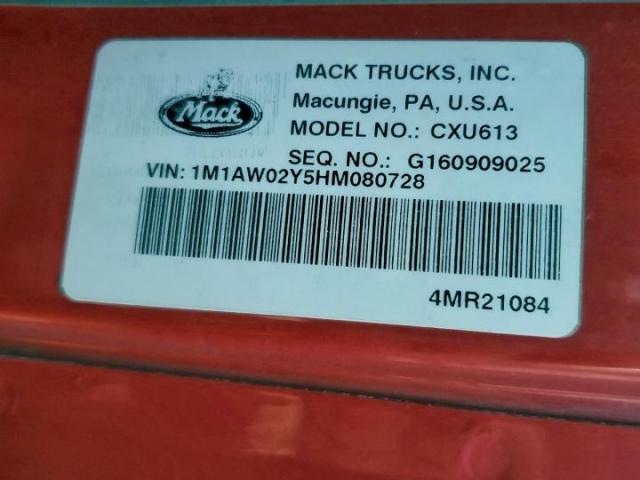 Mack
MACK TRUCKS, INC.
Macungie, PA, U.S.A.
MODEL NO.: CXU613
SEQ. NO.: G160909025
VIN: 1M1AW02Y5HM080728
4MR21084